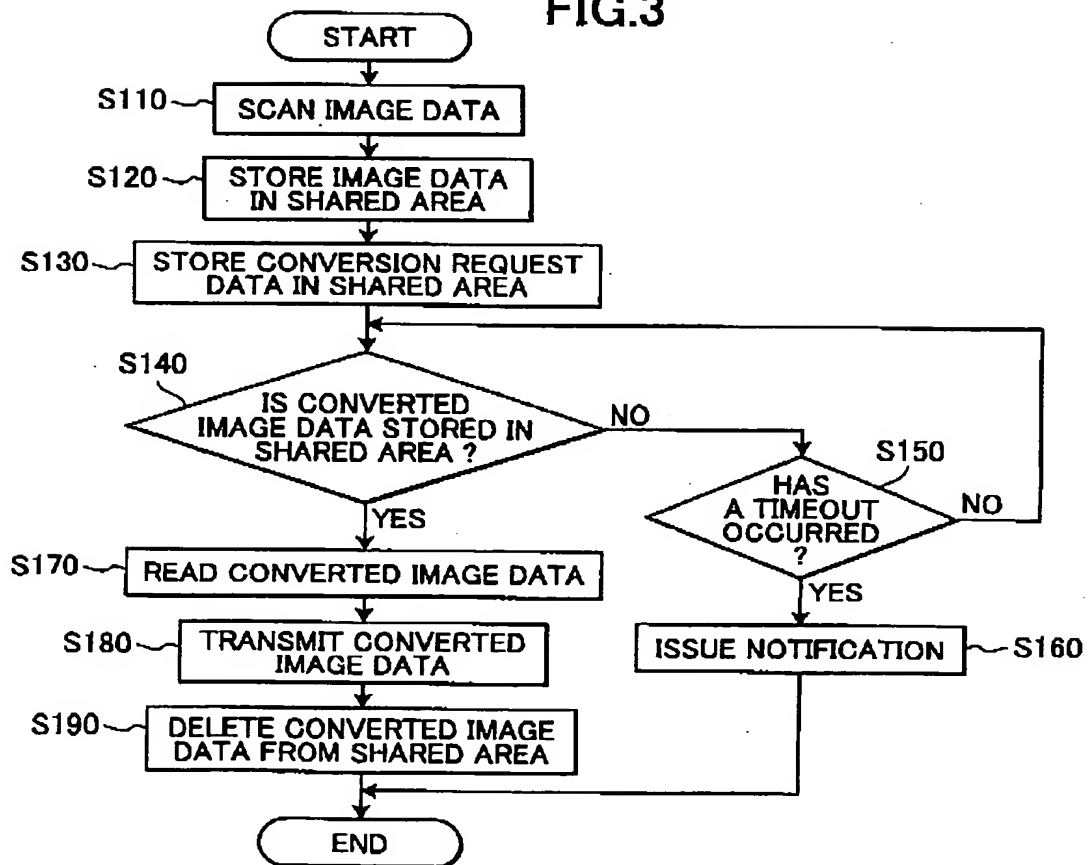 FIG.3
START
S110
SCAN IMAGE DATA
S120
STORE IMAGE DATA
IN SHARED AREA
S130
STORE CONVERSION REQUEST
DATA IN SHARED AREA
S140
IS CONVERTED
IMAGE DATA STORED IN
SHARED AREA ?
NO
YES
S150
HAS
A TIMEOUT
OCCURRED
?
NO
YES
S170
READ CONVERTED IMAGE DATA
S180
TRANSMIT CONVERTED
IMAGE DATA
ISSUE NOTIFICATION
S160
S190
DELETE CONVERTED IMAGE
DATA FROM SHARED AREA
END